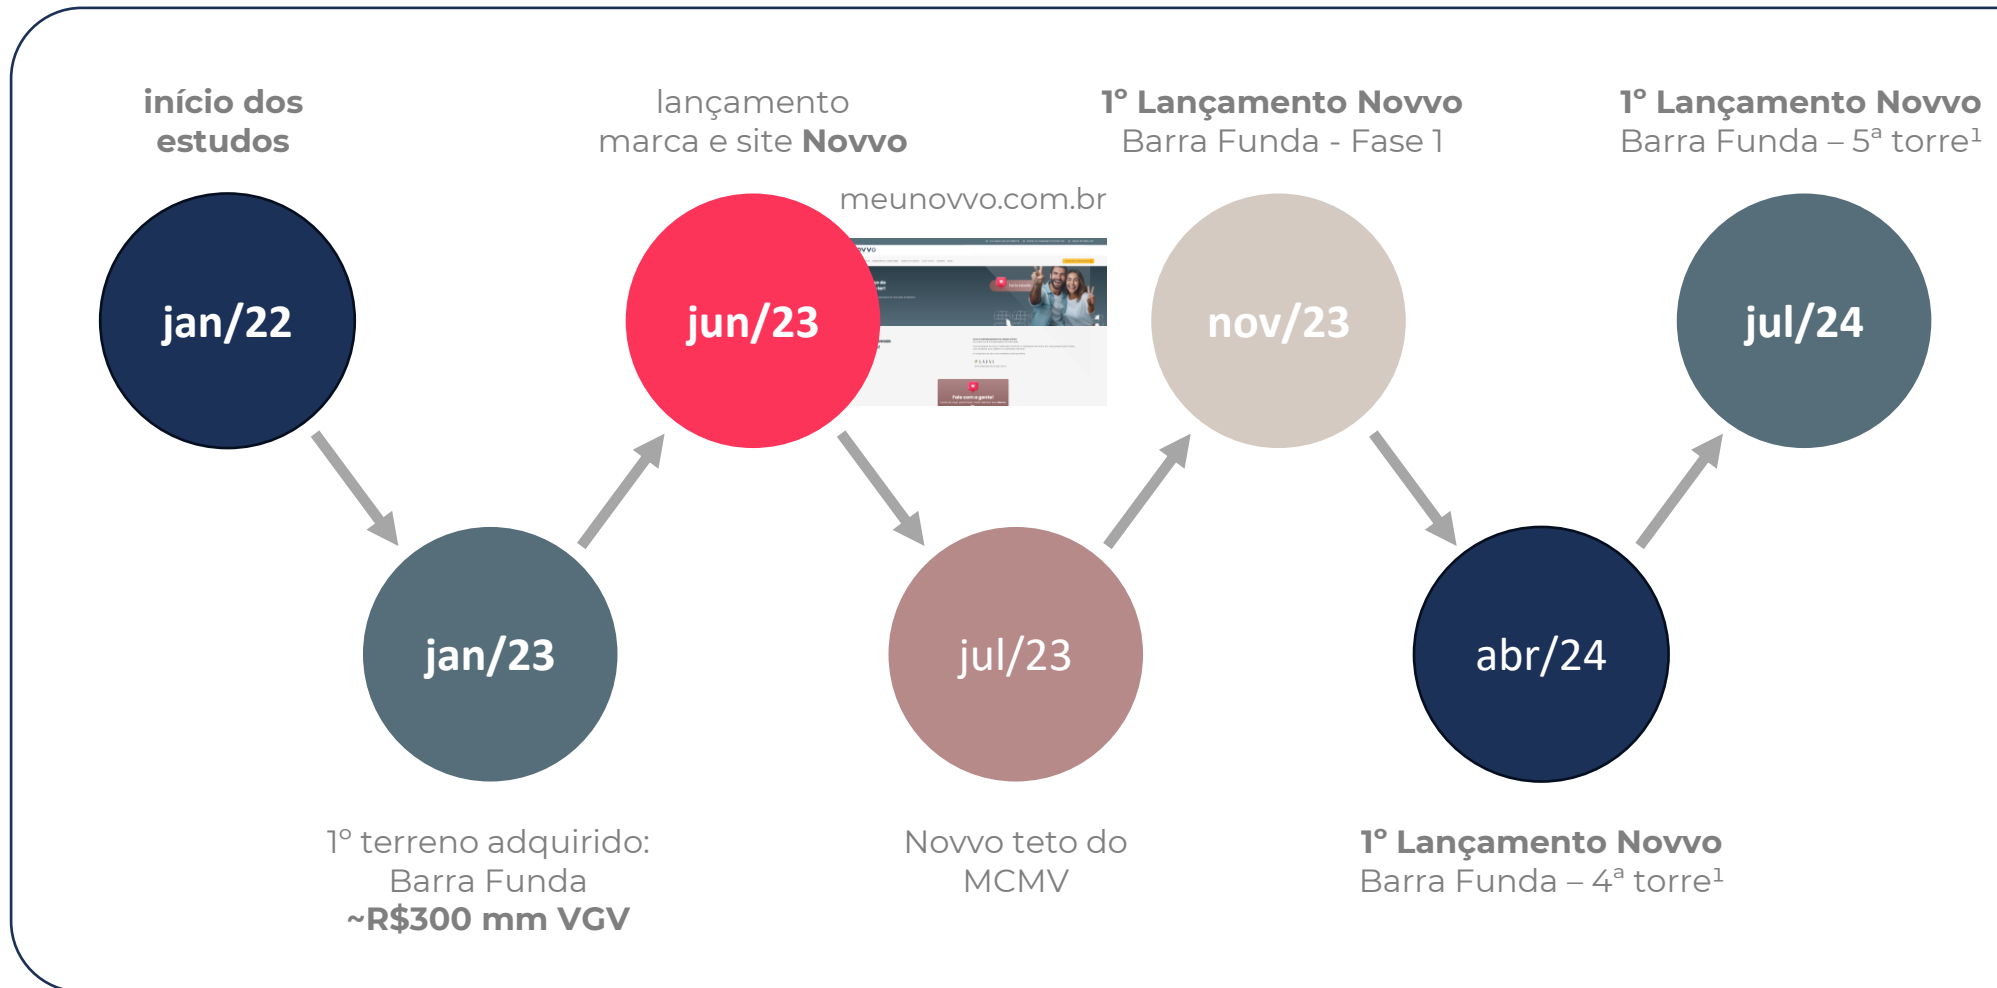 início dos
estudos
jan/22
1º terreno adquirido:
Barra Funda
~R$300 mm VGV
jan/23
lançamento
marca e site Novvo
meunovvo.com.br
jun/23
Fale com a gente!
Novvo teto do
MCMV
jul/23
1º Lançamento Novvo
Barra Funda - Fase 1
nov/23
1º Lançamento Novvo
Barra Funda – 4ª torre¹
abr/24
1º Lançamento Novvo
Barra Funda – 5ª torre¹
jul/24